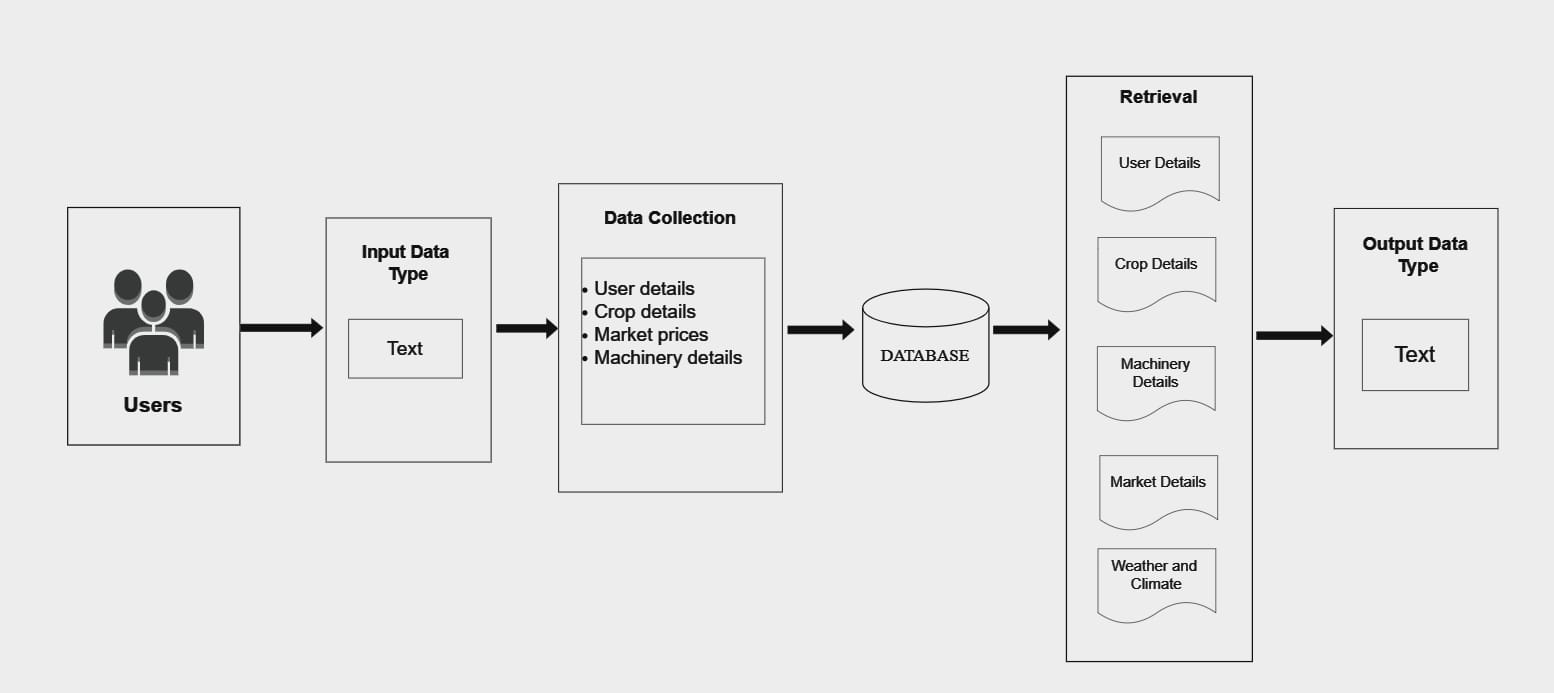 Users
Input Data
Type
Text
Data Collection
• User details
• Crop details
• Market prices
• Machinery details
DATABASE
Retrieval
User Details
Crop Details
Machinery
Details
Market Details
Weather and
Climate
Output Data
Type
Text